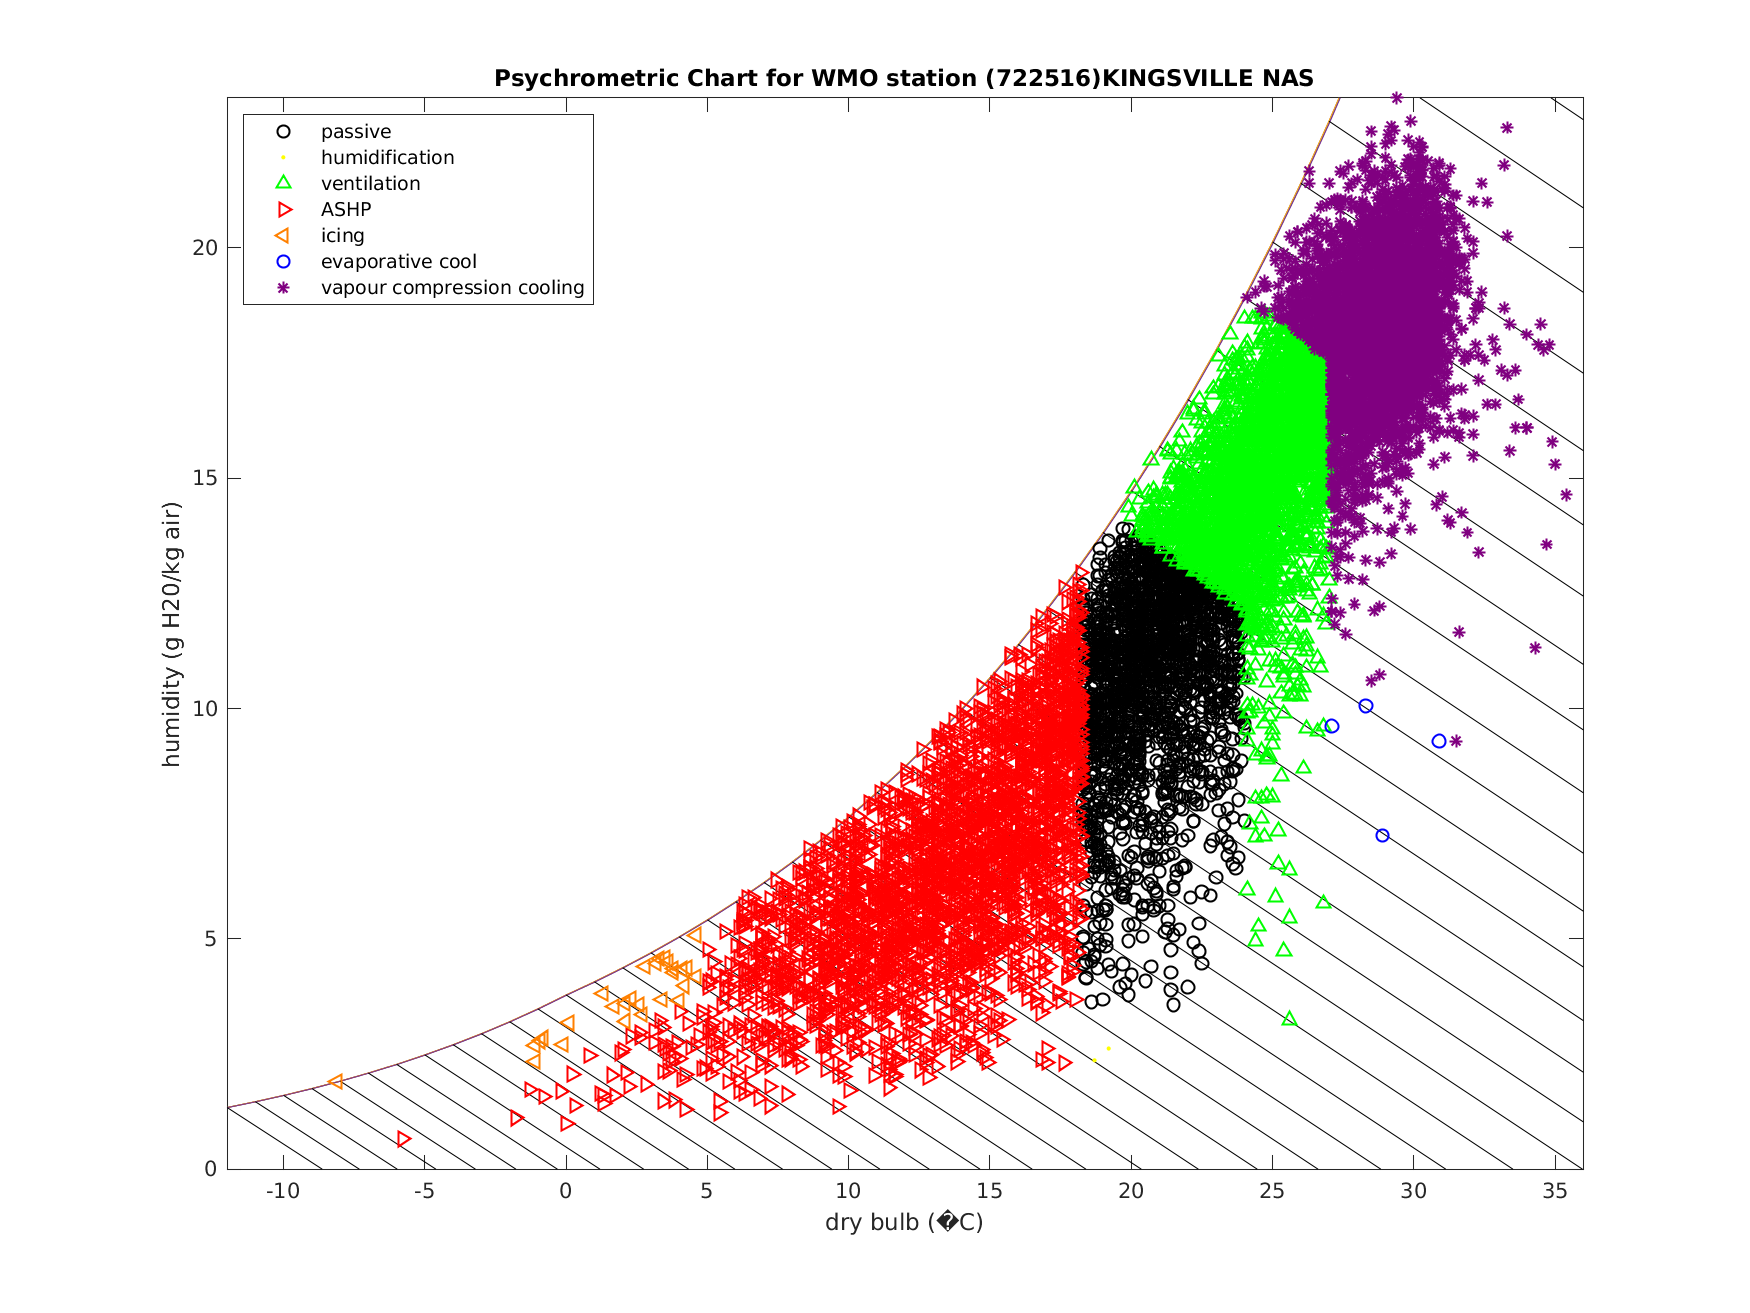 Psychrometric Chart for WMO station (722516)KINGSVILLE NAS
passive
humidification
ventilation
ASHP
icing
evaporative cool
vapour compression cooling
humidity (g H20/kg air)
20
15
10
5
0
-10 -5 0 5 10 15 20 25 30 35
dry bulb (�C)